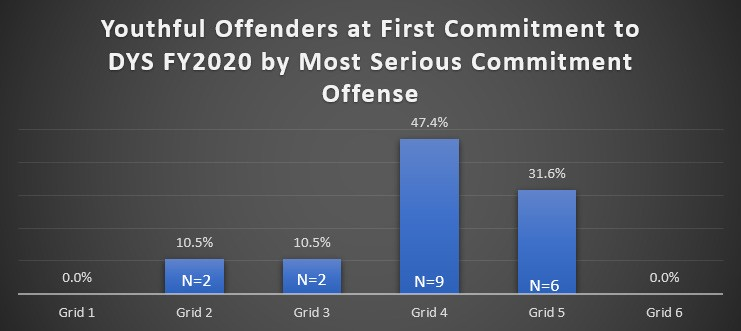 Youthful Offenders at First Commitment to
DYS FY2020 by Most Serious Commitment
Offense
47.4%
31.6%
10.5% 10.5%
0.0% 0.0%
N=2 N=2 N=9 N=6
Grid 1 Grid 2 Grid 3 Grid 4 Grid 5 Grid 6